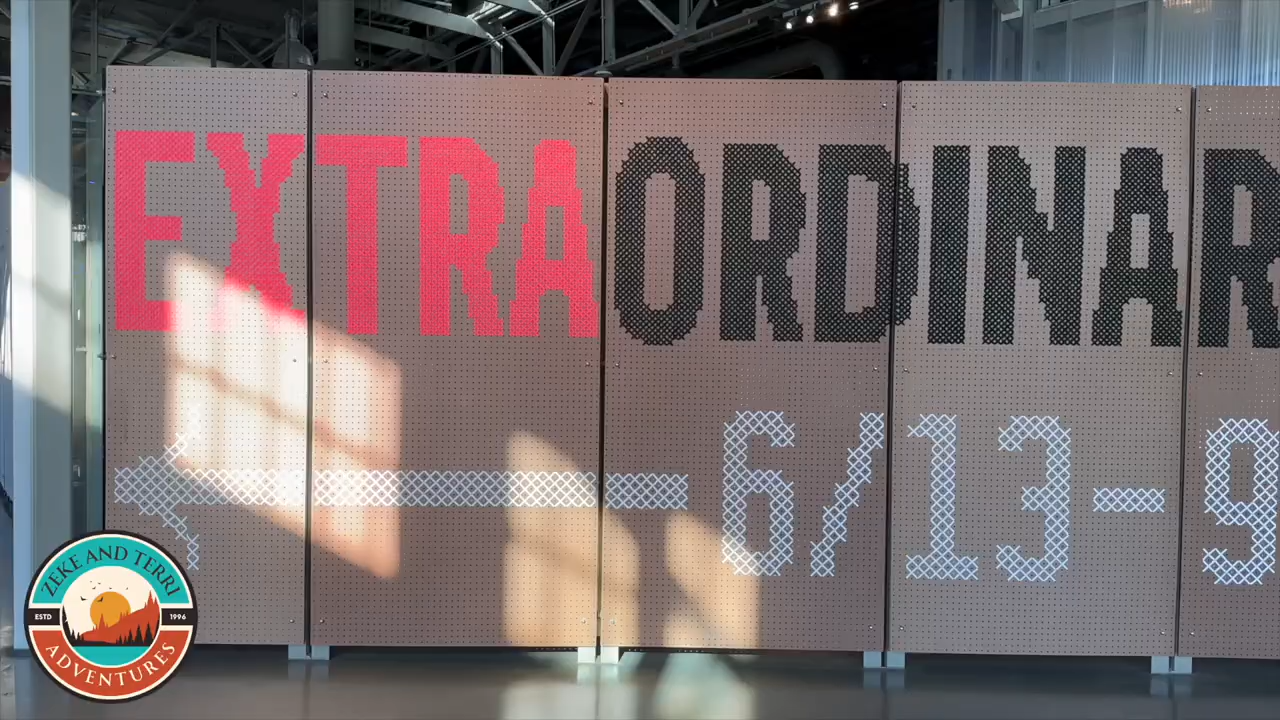 EXTRAORDINAR
6/13-9
ZEKE AND TERRI
ESTD 1996
ADVENTURES